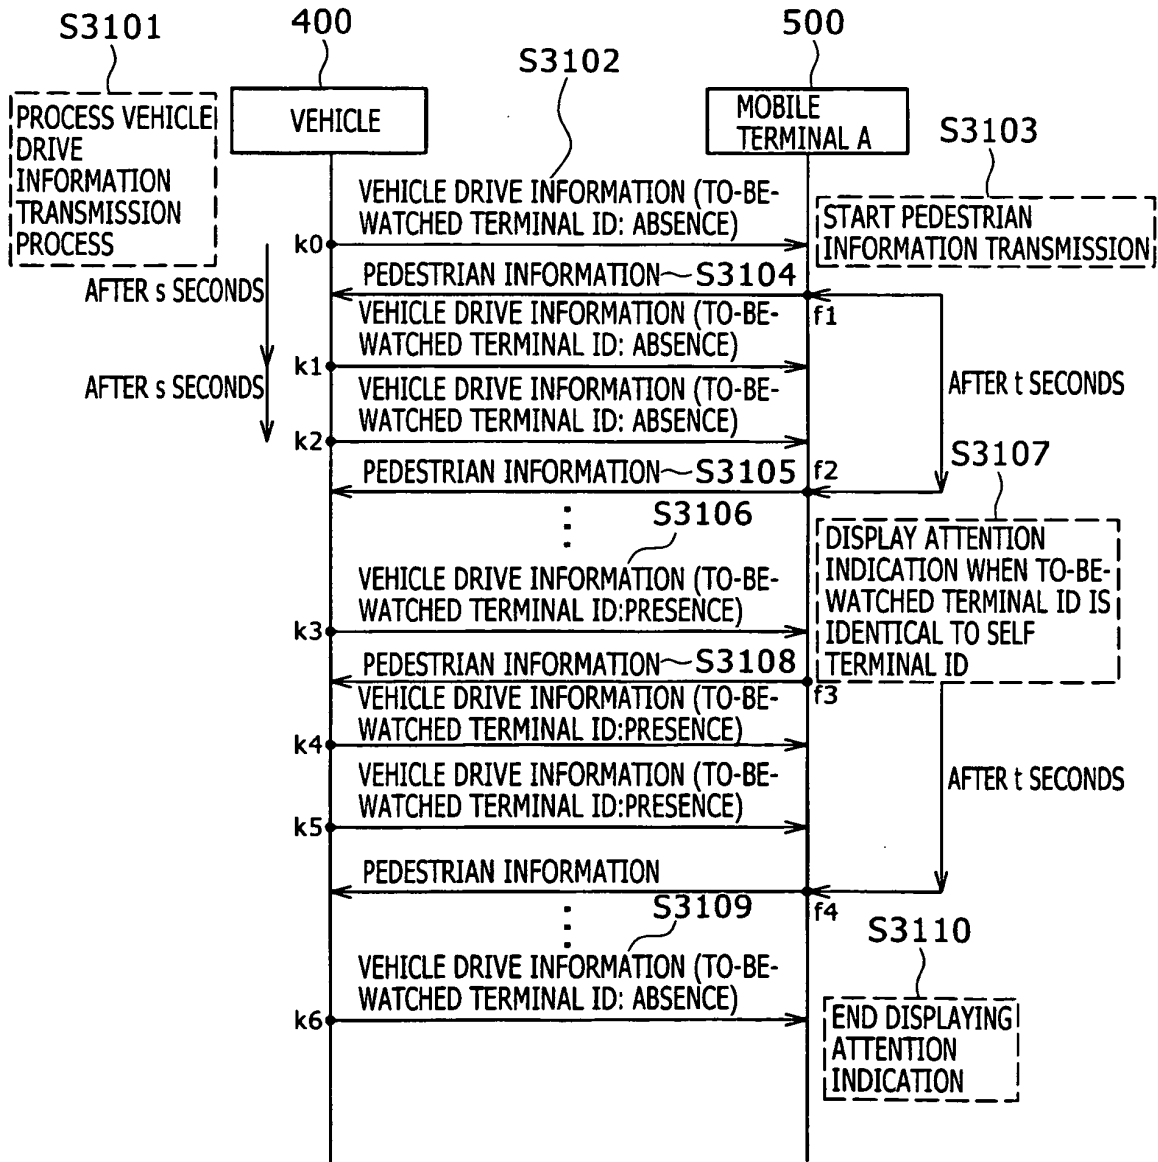 S3101
400
500
S3102
PROCESS VEHICLE
DRIVE
INFORMATION
TRANSMISSION
PROCESS
VEHICLE
MOBILE
TERMINAL A
S3103
VEHICLE DRIVE INFORMATION (TO-BE-
WATCHED TERMINAL ID: ABSENCE)
k0
START PEDESTRIAN
INFORMATION TRANSMISSION
AFTER s SECONDS
PEDESTRIAN INFORMATION S3104
f1
VEHICLE DRIVE INFORMATION (TO-BE-
WATCHED TERMINAL ID: ABSENCE)
k1
AFTER s SECONDS
VEHICLE DRIVE INFORMATION (TO-BE-
WATCHED TERMINAL ID: ABSENCE)
k2
AFTER t SECONDS
PEDESTRIAN INFORMATION S3105
f2
S3107
S3106
DISPLAY ATTENTION
INDICATION WHEN TO-BE-
WATCHED TERMINAL ID IS
IDENTICAL TO SELF
TERMINAL ID
VEHICLE DRIVE INFORMATION (TO-BE-
WATCHED TERMINAL ID:PRESENCE)
k3
PEDESTRIAN INFORMATION S3108
f3
VEHICLE DRIVE INFORMATION (TO-BE-
WATCHED TERMINAL ID:PRESENCE)
k4
VEHICLE DRIVE INFORMATION (TO-BE-
WATCHED TERMINAL ID:PRESENCE)
k5
AFTER t SECONDS
PEDESTRIAN INFORMATION
f4
S3109
S3110
VEHICLE DRIVE INFORMATION (TO-BE-
WATCHED TERMINAL ID: ABSENCE)
k6
END DISPLAYING
ATTENTION
INDICATION